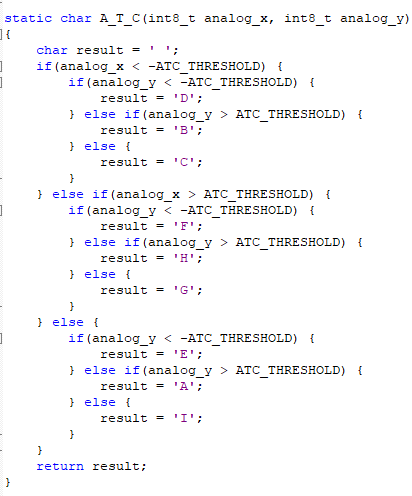 static char A_T_C(int8_t analog_x, int8_t analog_y)
{
    char result = ' ';
    if(analog_x < -ATC_THRESHOLD) {
        if(analog_y < -ATC_THRESHOLD) {
            result = 'D';
        } else if(analog_y > ATC_THRESHOLD) {
            result = 'B';
        } else {
            result = 'C';
        }
    } else if(analog_x > ATC_THRESHOLD) {
        if(analog_y < -ATC_THRESHOLD) {
            result = 'F';
        } else if(analog_y > ATC_THRESHOLD) {
            result = 'H';
        } else {
            result = 'G';
        }
    } else {
        if(analog_y < -ATC_THRESHOLD) {
            result = 'E';
        } else if(analog_y > ATC_THRESHOLD) {
            result = 'A';
        } else {
            result = 'I';
        }
    }
    return result;
}